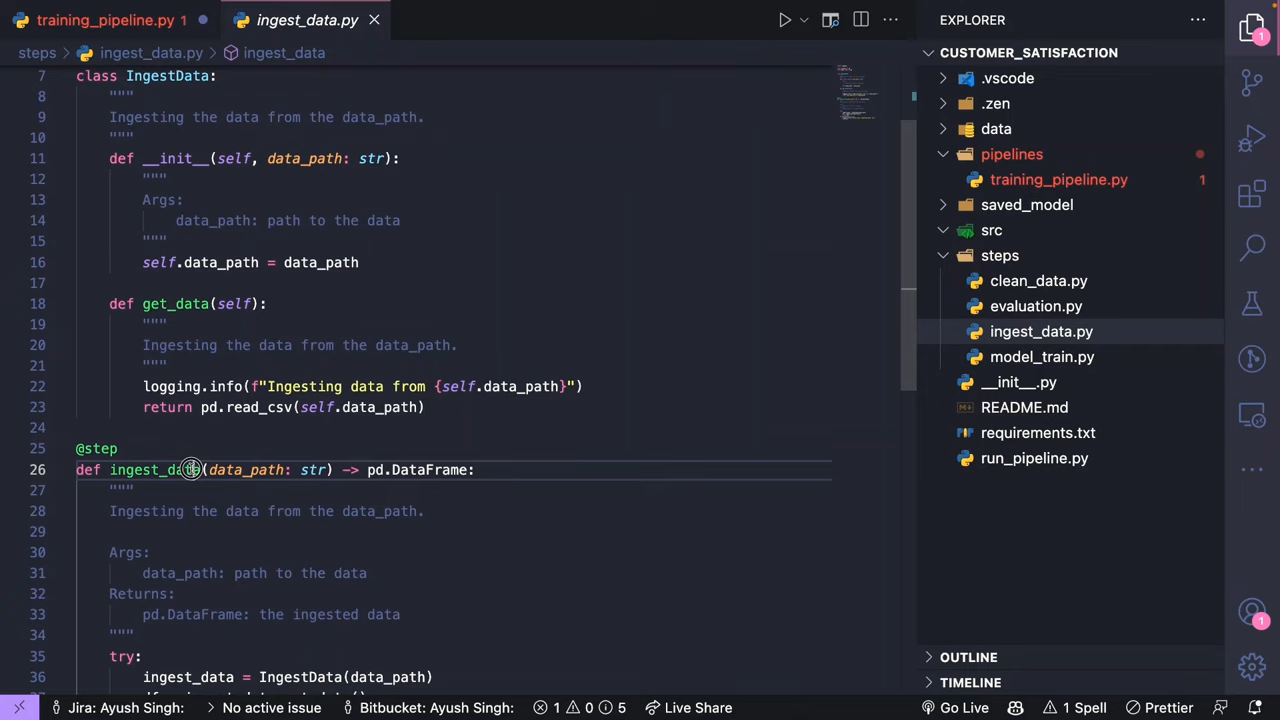 training_pipeline.py 1
ingest_data.py
EXPLORER
steps > ingest_data.py > ingest_data
CUSTOMER_SATISFACTION
7 class IngestData:
8 """
9 Ingesting the data from the data_path.
10 """
11 def __init__(self, data_path: str):
12 """
13 Args:
14 data_path: path to the data
15 """
16 self.data_path = data_path
17
18 def get_data(self):
19 """
20 Ingesting the data from the data_path.
21 """
22 logging.info(f"Ingesting data from {self.data_path}")
23 return pd.read_csv(self.data_path)
24
25 @step
26 def ingest_data(data_path: str) -> pd.DataFrame:
27 """
28 Ingesting the data from the data_path.
29
30 Args:
31 data_path: path to the data
32 Returns:
33 pd.DataFrame: the ingested data
34 """
35 try:
36 ingest_data = IngestData(data_path)
.vscode
.zen
data
pipelines
training_pipeline.py 1
saved_model
src
steps
clean_data.py
evaluation.py
ingest_data.py
model_train.py
__init__.py
README.md
requirements.txt
run_pipeline.py
OUTLINE
TIMELINE
1
1
Jira: Ayush Singh: No active issue Bitbucket: Ayush Singh: 1 0 5 Live Share Go Live 1 Spell Prettier